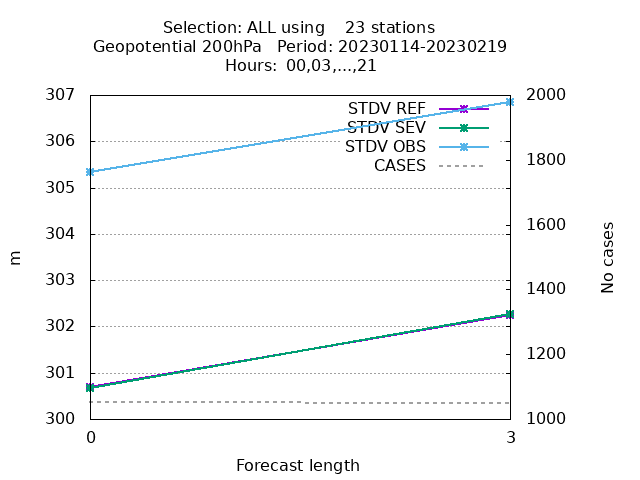 Selection: ALL using    23 stations
Geopotential 200hPa   Period: 20230114-20230219
Hours:  00,03,...,21
307
306
305
304
303
302
301
300
m
2000
1800
1600
1400
1200
1000
No cases
STDV REF
STDV SEV
STDV OBS
CASES
0
3
Forecast length